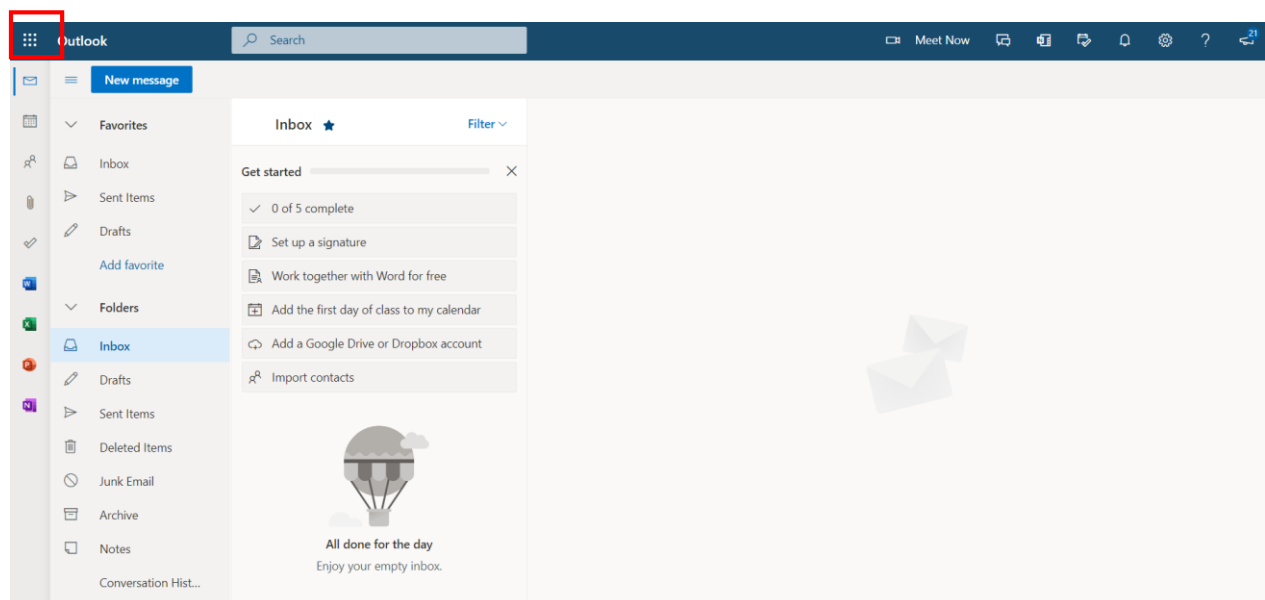 Outlook
Search
Meet Now
21
New message
Favorites
Inbox
Sent Items
Drafts
Add favorite
Folders
Inbox
Drafts
Sent Items
Deleted Items
Junk Email
Archive
Notes
Conversation Hist...
Inbox
Filter
Get started
0 of 5 complete
Set up a signature
Work together with Word for free
Add the first day of class to my calendar
Add a Google Drive or Dropbox account
Import contacts
All done for the day
Enjoy your empty inbox.